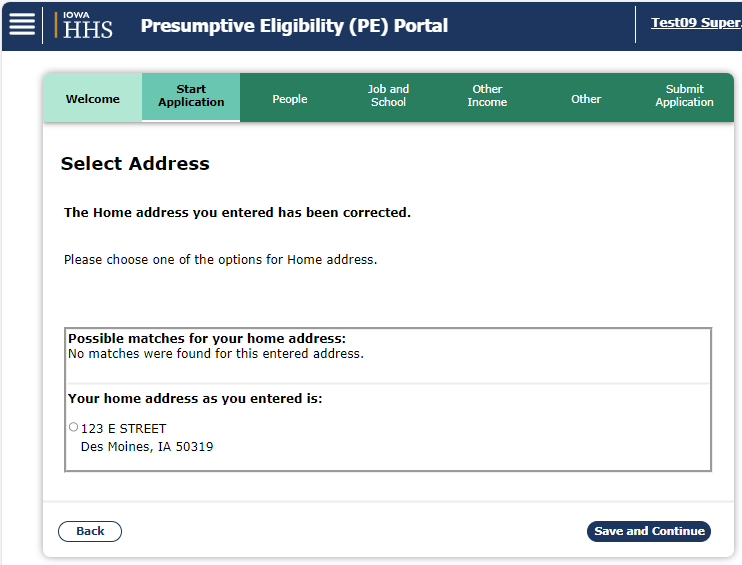 IOWA
HHS
Presumptive Eligibility (PE) Portal
Test09 Super
Welcome
Start
Application
People
Job and
School
Other
Income
Other
Submit
Application
Select Address
The Home address you entered has been corrected.
Please choose one of the options for Home address.
Possible matches for your home address:
No matches were found for this entered address.
Your home address as you entered is:
123 E STREET
Des Moines, IA 50319
Back
Save and Continue